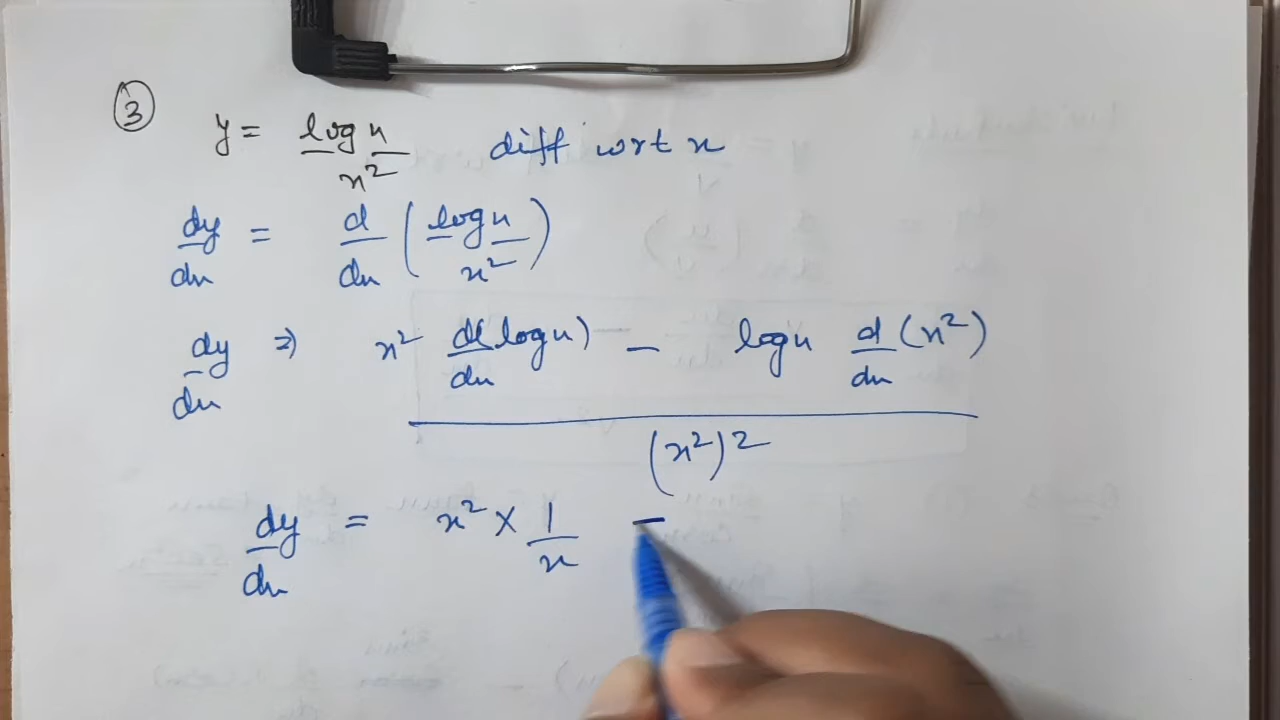 ③ y = log x / x² diff wrt x
dy/dx = d/dx (log x / x²)
dy/dx ⇒ x² d(log x)/dx − log x d/dx (x²) / (x²)²
dy/dx = x² × 1/x −